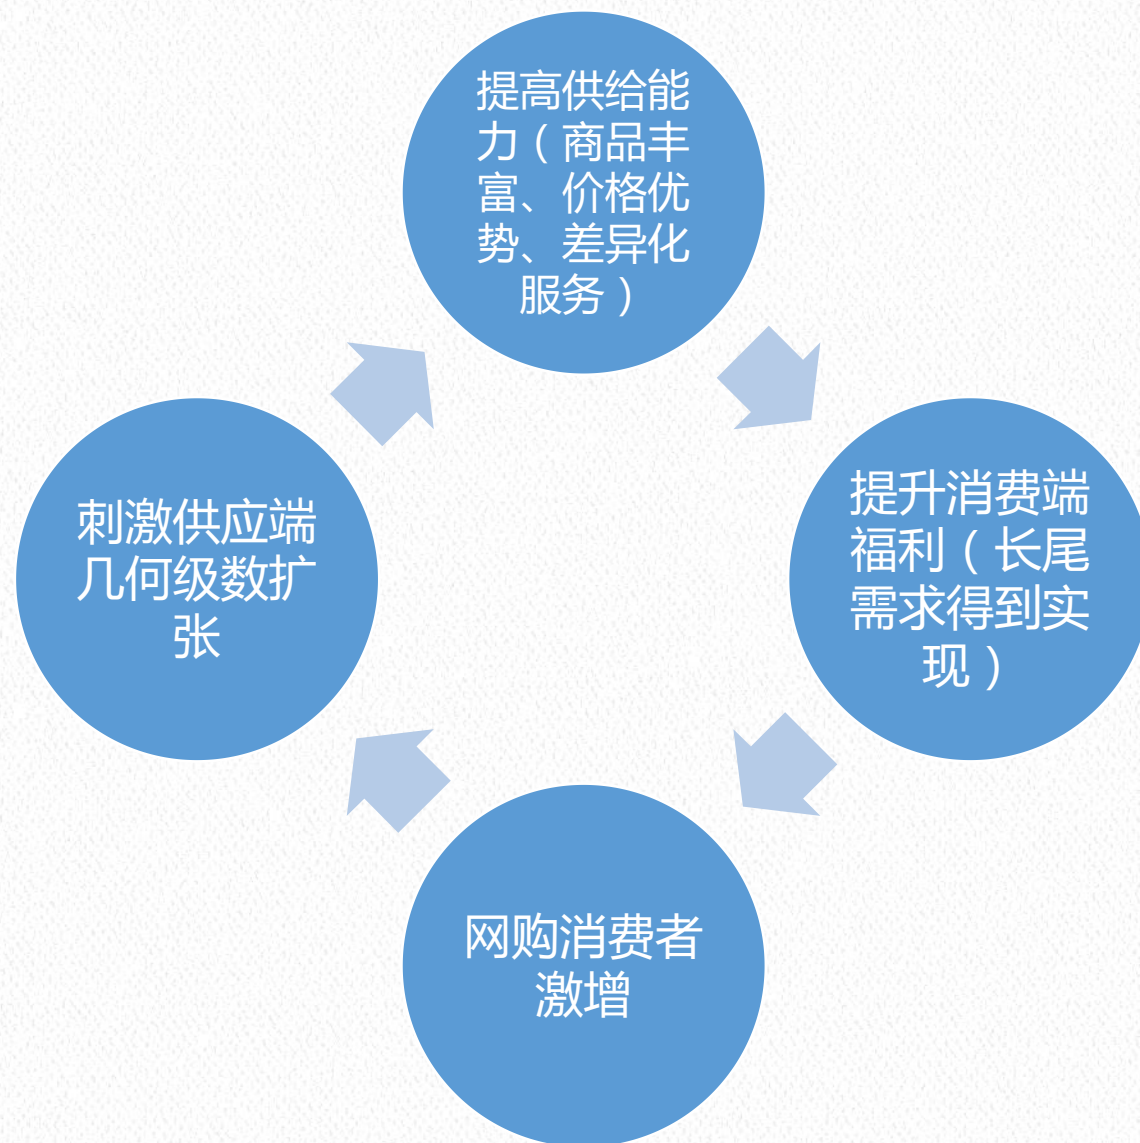 提高供给能
力（商品丰
富、价格优
势、差异化
服务）
提升消费端
福利（长尾
需求得到实
现）
网购消费者
激增
刺激供应端
几何级数扩
张